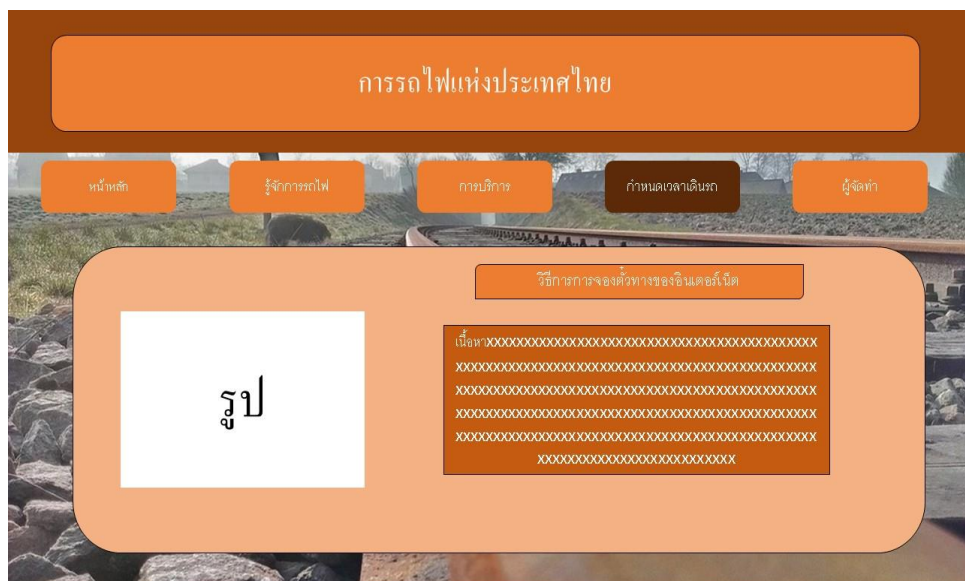 การรถไฟแห่งประเทศไทย
หน้าหลัก
รู้จักการรถไฟ
การบริการ
กำหนดเวลาเดินรถ
ผู้จัดทำ
วิธีการการจองตั๋วทางของอินเตอร์เน็ต
รูป
เนื้อหาXXXXXXXXXXXXXXXXXXXXXXXXXXXXXXXXXXXXXXXXXXX
XXXXXXXXXXXXXXXXXXXXXXXXXXXXXXXXXXXXXXXXXXXXXXX
XXXXXXXXXXXXXXXXXXXXXXXXXXXXXXXXXXXXXXXXXXXXXXX
XXXXXXXXXXXXXXXXXXXXXXXXXXXXXXXXXXXXXXXXXXXXXXX
XXXXXXXXXXXXXXXXXXXXXXXXXXXXXXXXXXXXXXXXXXXXXXX
XXXXXXXXXXXXXXXXXXXXXXXXXX